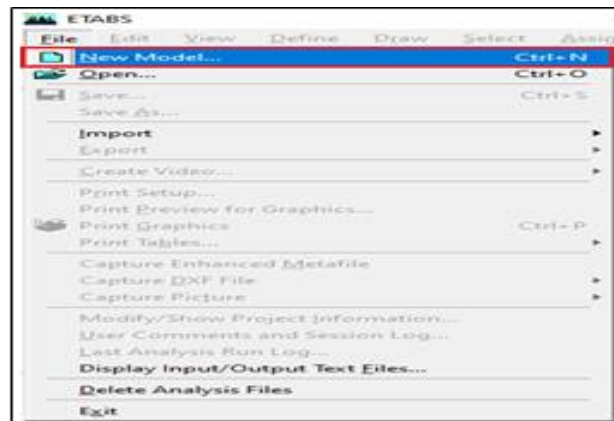 ETABS
File Edit View Define Draw Select Assig
New Model... Ctrl+N
Open... Ctrl+O
Save... Ctrl+S
Save As...
Import
Export
Create Video...
Print Setup...
Print Preview for Graphics...
Print Graphics Ctrl+P
Print Tables...
Capture Enhanced Metafile
Capture DXF File
Capture Picture
Modify/Show Project Information...
User Comments and Session Log...
Last Analysis Run Log...
Display Input/Output Text Files...
Delete Analysis Files
Exit